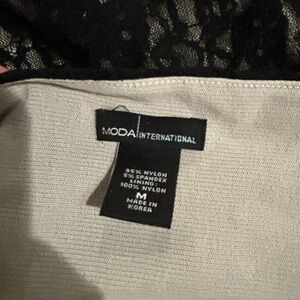 MODA INTERNATIONAL
95% NYLON
5% SPANDEX
LINING:
100% NYLON
M
MADE IN
KOREA